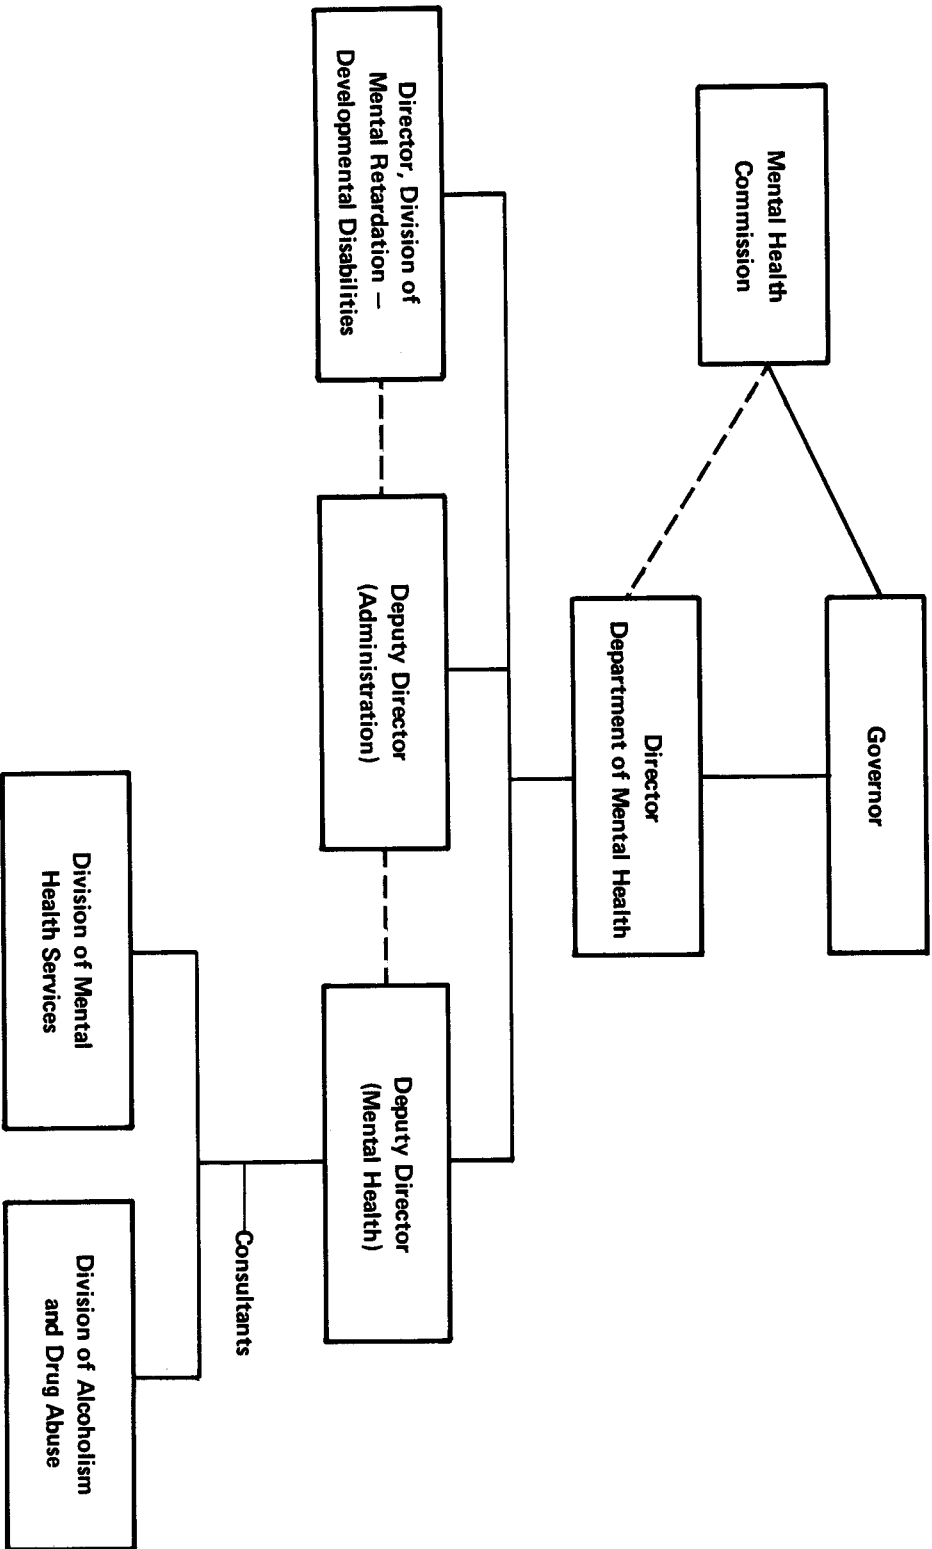 Governor
Mental Health
Commission
Director
Department of Mental Health
Director, Division of
Mental Retardation –
Developmental Disabilities
Deputy Director
(Administration)
Deputy Director
(Mental Health)
Consultants
Division of Mental
Health Services
Division of Alcoholism
and Drug Abuse